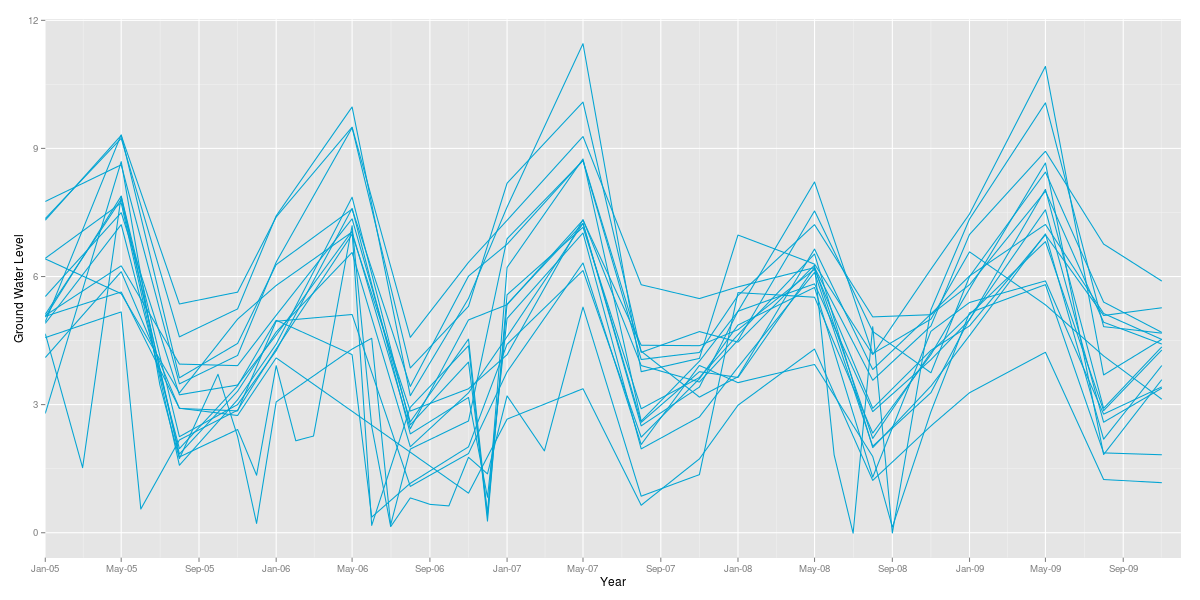 Ground Water Level
12
9
6
3
0
Jan-05 May-05 Sep-05 Jan-06 May-06 Sep-06 Jan-07 May-07 Sep-07 Jan-08 May-08 Sep-08 Jan-09 May-09 Sep-09
Year